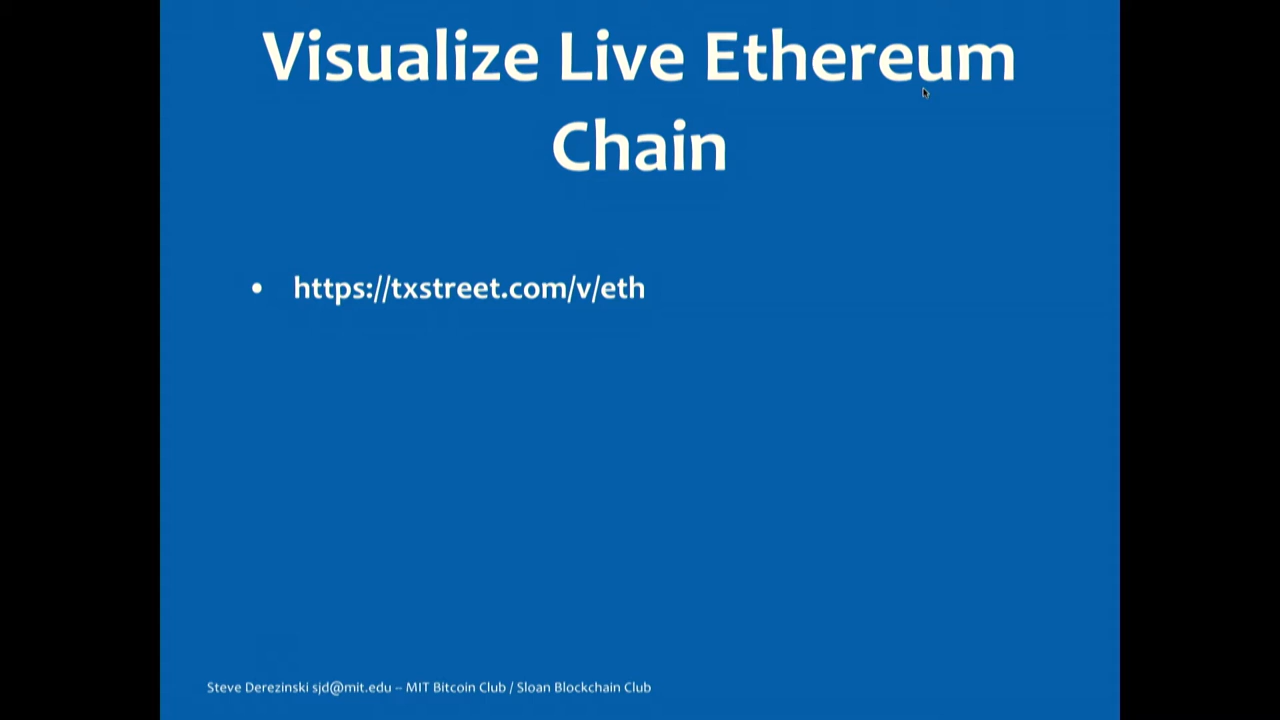 Visualize Live Ethereum
Chain
• https://txstreet.com/v/eth
Steve Derezinski sjd@mit.edu – MIT Bitcoin Club / Sloan Blockchain Club